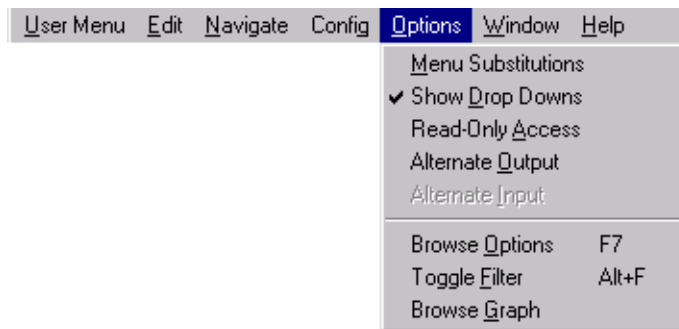 User Menu Edit Navigate Config Options Window Help
Menu Substitutions
Show Drop Downs
Read-Only Access
Alternate Output
Alternate Input
Browse Options F7
Toggle Filter Alt+F
Browse Graph